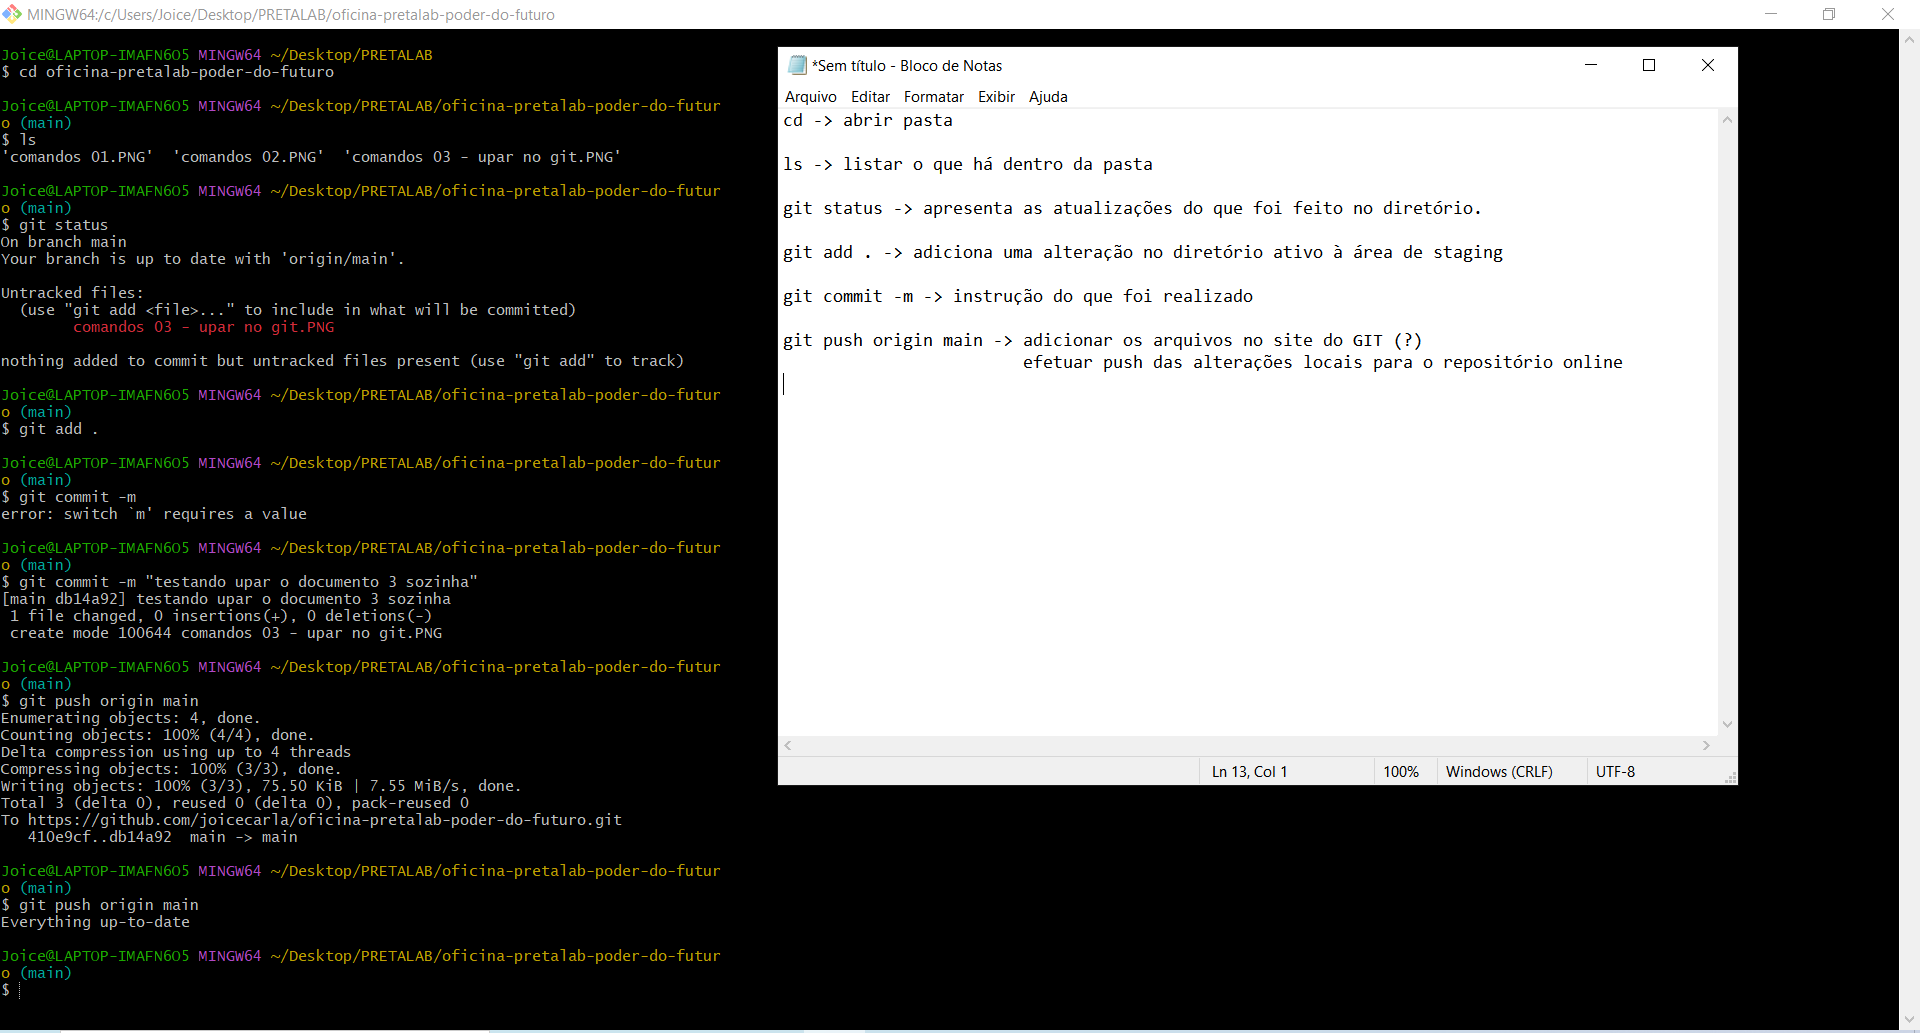 MINGW64:/c/Users/Joice/Desktop/PRETALAB/oficina-pretalab-poder-do-futuro
Joice@LAPTOP-IMAFN6O5 MINGW64 ~/Desktop/PRETALAB
$ cd oficina-pretalab-poder-do-futuro
Joice@LAPTOP-IMAFN6O5 MINGW64 ~/Desktop/PRETALAB/oficina-pretalab-poder-do-futur
o (main)
$ ls
'comandos 01.PNG'  'comandos 02.PNG'  'comandos 03 - upar no git.PNG'
Joice@LAPTOP-IMAFN6O5 MINGW64 ~/Desktop/PRETALAB/oficina-pretalab-poder-do-futur
o (main)
$ git status
On branch main
Your branch is up to date with 'origin/main'.
Untracked files:
  (use "git add <file>..." to include in what will be committed)
        comandos 03 - upar no git.PNG
nothing added to commit but untracked files present (use "git add" to track)
Joice@LAPTOP-IMAFN6O5 MINGW64 ~/Desktop/PRETALAB/oficina-pretalab-poder-do-futur
o (main)
$ git add .
Joice@LAPTOP-IMAFN6O5 MINGW64 ~/Desktop/PRETALAB/oficina-pretalab-poder-do-futur
o (main)
$ git commit -m
error: switch `m' requires a value
Joice@LAPTOP-IMAFN6O5 MINGW64 ~/Desktop/PRETALAB/oficina-pretalab-poder-do-futur
o (main)
$ git commit -m "testando upar o documento 3 sozinha"
[main db14a92] testando upar o documento 3 sozinha
 1 file changed, 0 insertions(+), 0 deletions(-)
 create mode 100644 comandos 03 - upar no git.PNG
Joice@LAPTOP-IMAFN6O5 MINGW64 ~/Desktop/PRETALAB/oficina-pretalab-poder-do-futur
o (main)
$ git push origin main
Enumerating objects: 4, done.
Counting objects: 100% (4/4), done.
Delta compression using up to 4 threads
Compressing objects: 100% (3/3), done.
Writing objects: 100% (3/3), 75.50 KiB | 7.55 MiB/s, done.
Total 3 (delta 0), reused 0 (delta 0), pack-reused 0
To https://github.com/joicecarla/oficina-pretalab-poder-do-futuro.git
   410e9cf..db14a92  main -> main
Joice@LAPTOP-IMAFN6O5 MINGW64 ~/Desktop/PRETALAB/oficina-pretalab-poder-do-futur
o (main)
$ git push origin main
Everything up-to-date
Joice@LAPTOP-IMAFN6O5 MINGW64 ~/Desktop/PRETALAB/oficina-pretalab-poder-do-futur
o (main)
$
*Sem título - Bloco de Notas
Arquivo Editar Formatar Exibir Ajuda
cd -> abrir pasta
ls -> listar o que há dentro da pasta
git status -> apresenta as atualizações do que foi feito no diretório.
git add . -> adiciona uma alteração no diretório ativo à área de staging
git commit -m -> instrução do que foi realizado
git push origin main -> adicionar os arquivos no site do GIT (?)
                        efetuar push das alterações locais para o repositório online
Ln 13, Col 1 100% Windows (CRLF) UTF-8